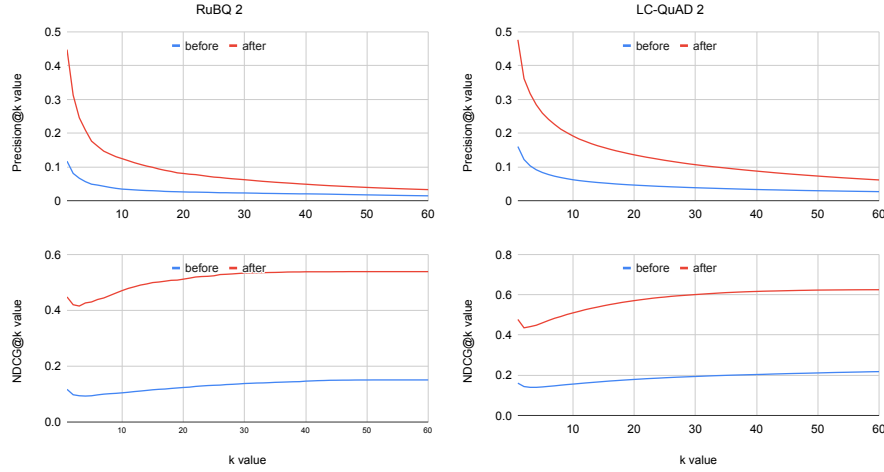 RuBQ 2
before after
Precision@k value
0.5
0.4
0.3
0.2
0.1
0
10 20 30 40 50 60
LC-QuAD 2
before after
Precision@k value
0.5
0.4
0.3
0.2
0.1
0
10 20 30 40 50 60
before after
NDCG@k value
0.6
0.4
0.2
0.0
10 20 30 40 50 60
k value
before after
NDCG@k value
0.8
0.6
0.4
0.2
0.0
10 20 30 40 50 60
k value